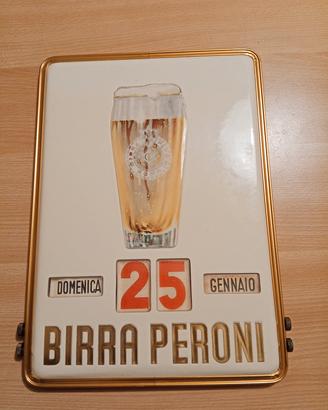 DOMENICA 25 GENNAIO
BIRRA PERONI